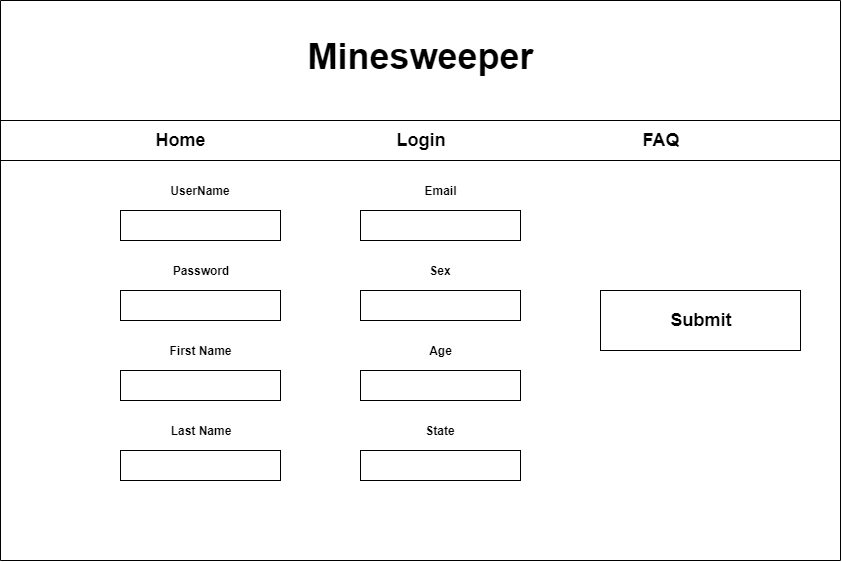 Minesweeper
Home Login FAQ
UserName Email
Password Sex
Submit
First Name Age
Last Name State